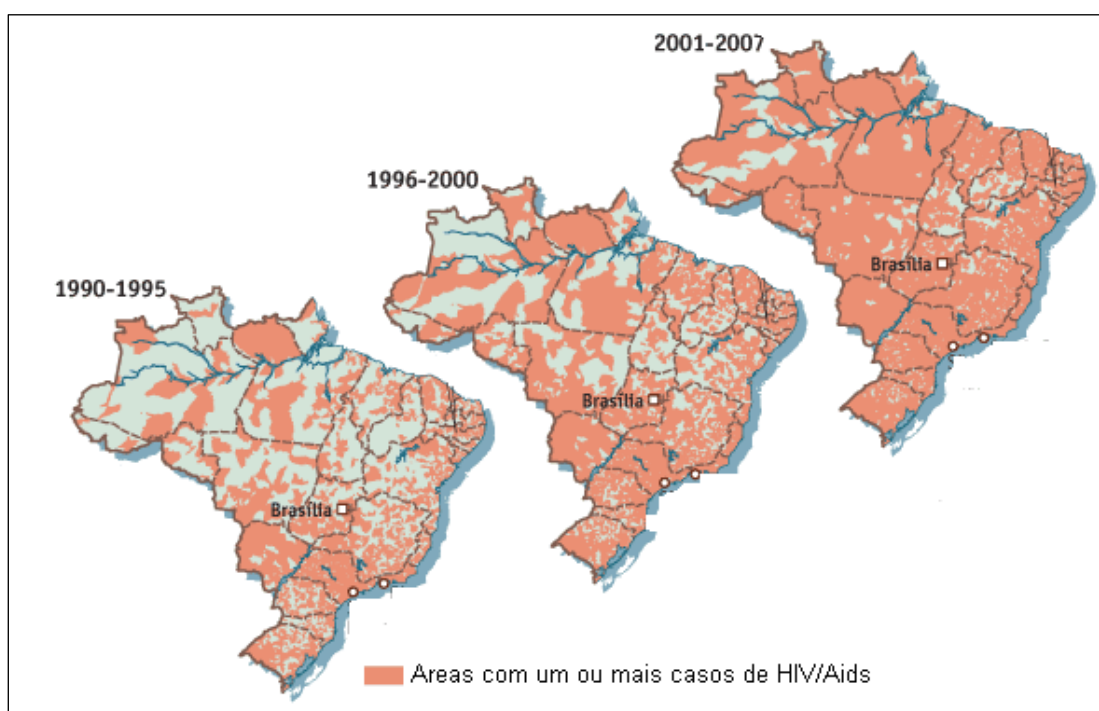 2001-2007
1996-2000
Brasília
1990-1995
Brasília
Brasília
Areas com um ou mais casos de HIV/Aids